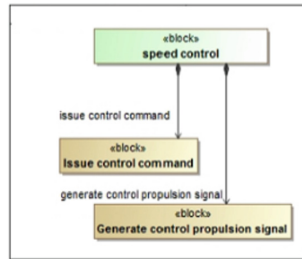 «block»
speed control
issue control command
«block»
Issue control command
generate control propulsion signal
«block»
Generate control propulsion signal